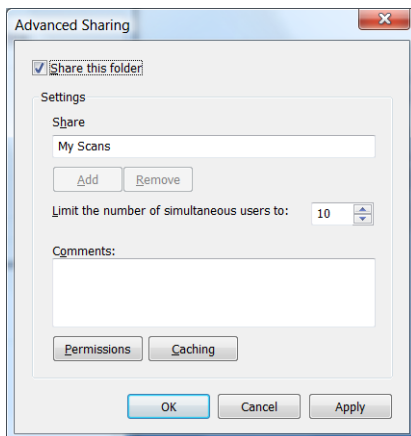 Advanced Sharing
Share this folder
Settings
Share
My Scans
Add Remove
Limit the number of simultaneous users to: 10
Comments:
Permissions Caching
OK Cancel Apply